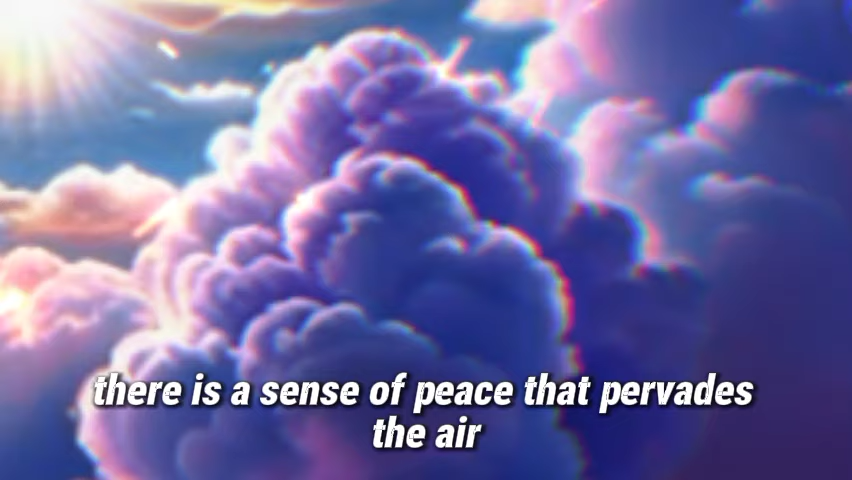 there is a sense of peace that pervades
the air